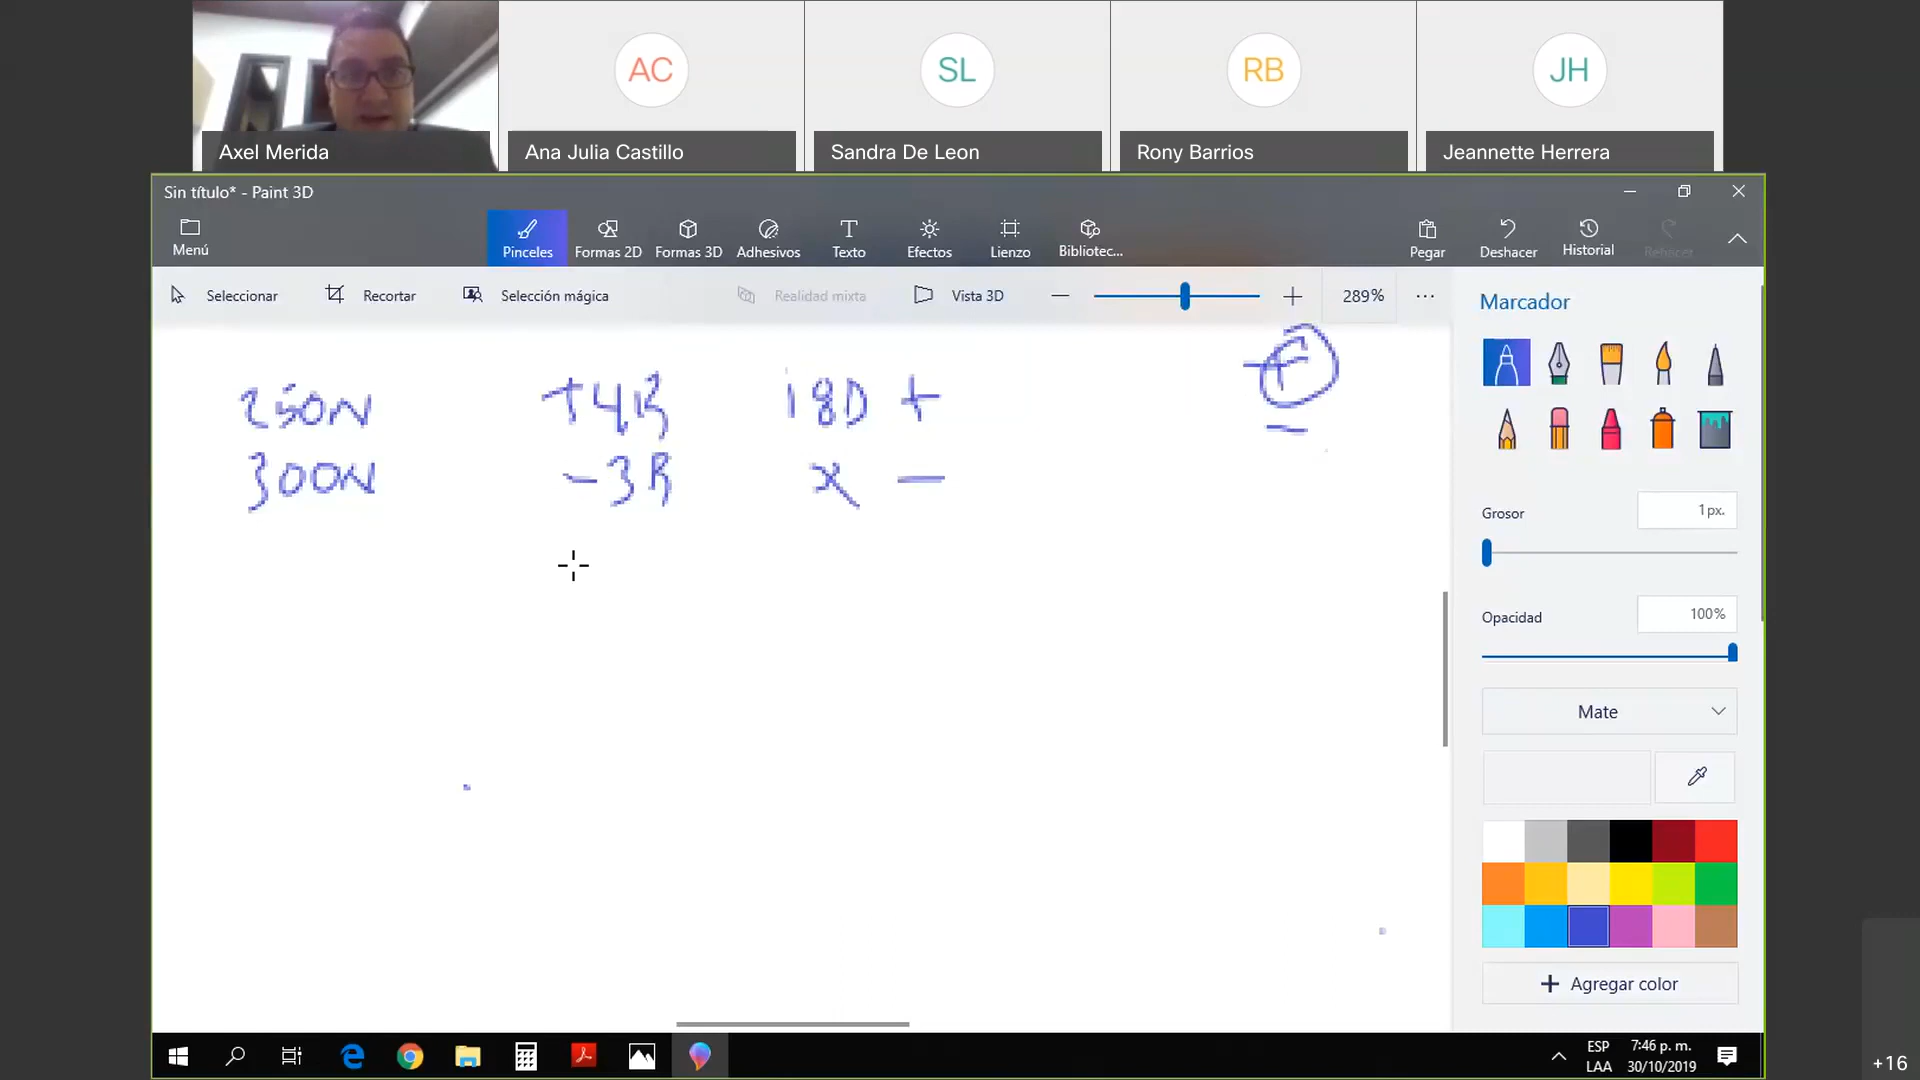 AC
SL
RB
JH
Axel Merida
Ana Julia Castillo
Sandra De Leon
Rony Barrios
Jeannette Herrera
Sin título* - Paint 3D
Menú
Pinceles
Formas 2D
Formas 3D
Adhesivos
Texto
Efectos
Lienzo
Bibliotec...
Pegar
Deshacer
Historial
Rehacer
Seleccionar
Recortar
Selección mágica
Realidad mixta
Vista 3D
289%
Marcador
250N +4R 18D +
300N -3R x -
Grosor
1px.
Opacidad
100%
Mate
Agregar color
ESP
LAA
7:46 p. m.
30/10/2019
+16